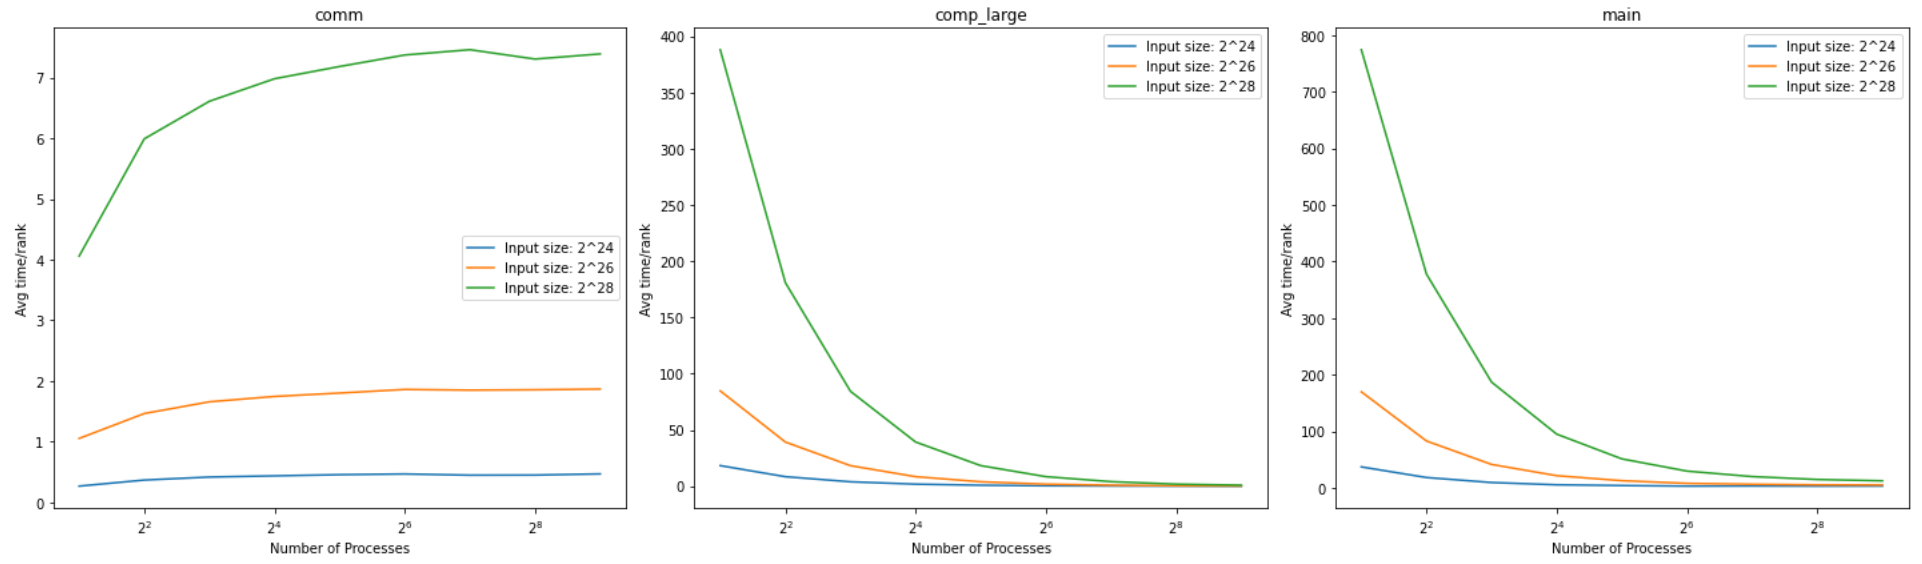 comm
Avg time/rank
7
6
5
4
3
2
1
0
Input size: 2^24
Input size: 2^26
Input size: 2^28
2² 2⁴ 2⁶ 2⁸
Number of Processes
comp_large
Avg time/rank
400
350
300
250
200
150
100
50
0
Input size: 2^24
Input size: 2^26
Input size: 2^28
2² 2⁴ 2⁶ 2⁸
Number of Processes
main
Avg time/rank
800
700
600
500
400
300
200
100
0
Input size: 2^24
Input size: 2^26
Input size: 2^28
2² 2⁴ 2⁶ 2⁸
Number of Processes